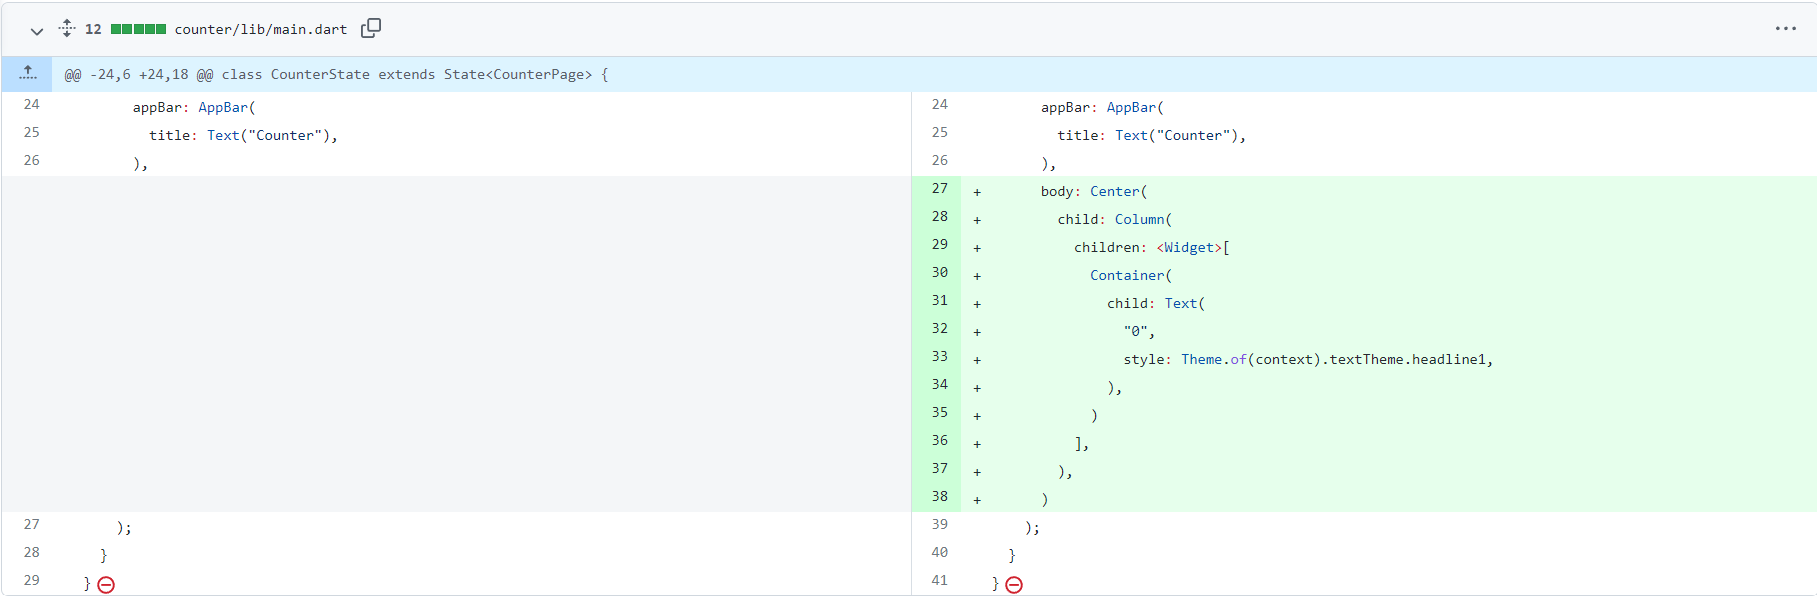 12 counter/lib/main.dart
@@ -24,6 +24,18 @@ class CounterState extends State<CounterPage> {
24 appBar: AppBar( 24 appBar: AppBar(
25 title: Text("Counter"), 25 title: Text("Counter"),
26 ), 26 ),
27 + body: Center(
28 + child: Column(
29 + children: <Widget>[
30 + Container(
31 + child: Text(
32 + "0",
33 + style: Theme.of(context).textTheme.headline1,
34 + ),
35 + )
36 + ],
37 + ),
38 + )
27 ); 39 );
28 } 40 }
29 } 41 }